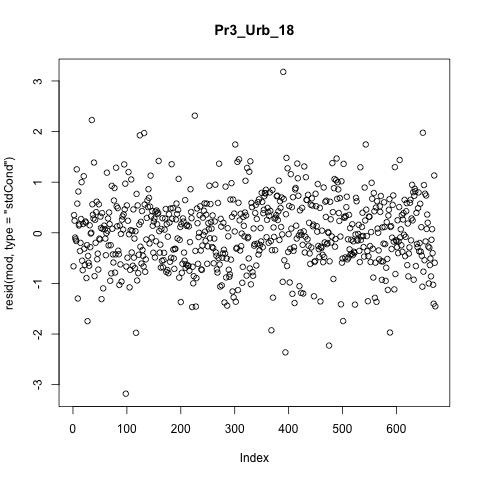 Pr3_Urb_18
resid(mod, type = "stdCond")
3
2
1
0
-1
-2
-3
0 100 200 300 400 500 600
Index